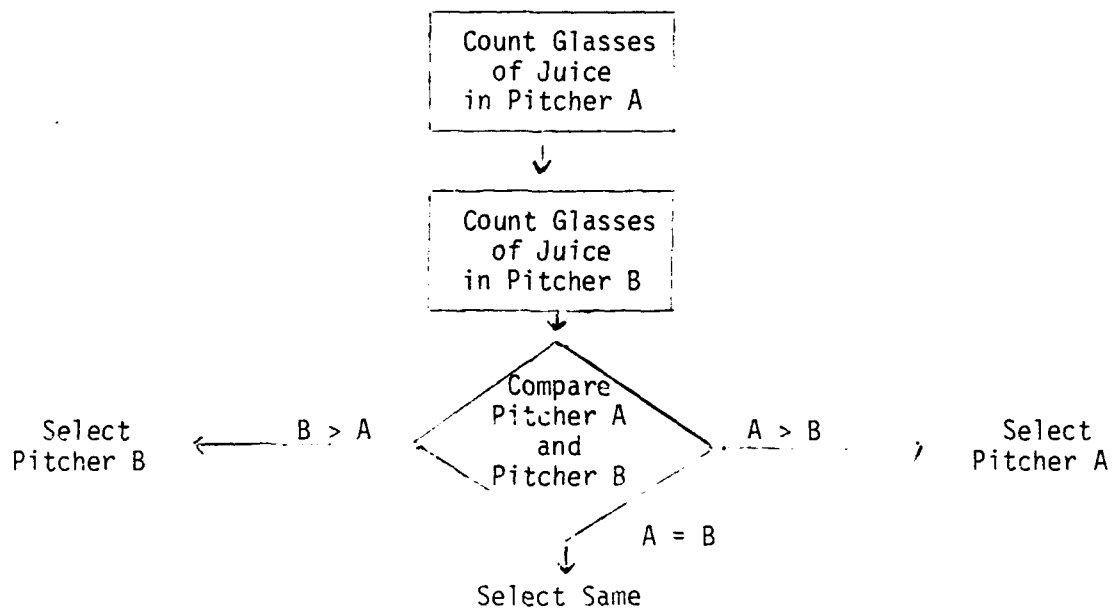 Count Glasses
of Juice
in Pitcher A
Count Glasses
of Juice
in Pitcher B
Compare
Pitcher A
and
Pitcher B
B > A
Select
Pitcher B
A > B
Select
Pitcher A
A = B
Select Same